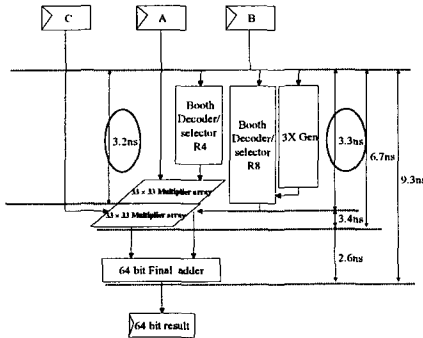 C
A
B
Booth
Decoder/
selector
R4
Booth
Decoder/
selector
R8
3X Gen
3.2ns
3.3ns
6.7ns
9.3ns
33 × 33 Multiplier array
33 × 33 Multiplier array
3.4ns
2.6ns
64 bit Final adder
64 bit result